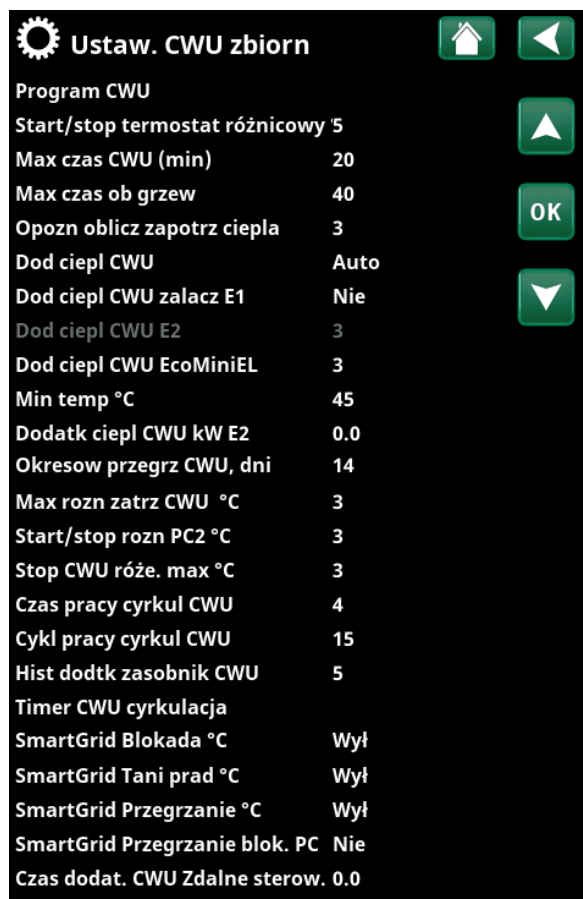 Ustaw. CWU zbiorn
Program CWU
Start/stop termostat różnicowy 5
Max czas CWU (min) 20
Max czas ob grzew 40
OK
Opozn oblicz zapotrz ciepla 3
Dod ciepl CWU Auto
Dod ciepl CWU zalacz E1 Nie
Dod ciepl CWU E2 3
Dod ciepl CWU EcoMiniEL 3
Min temp °C 45
Dodatk ciepl CWU kW E2 0.0
Okresow przegrz CWU, dni 14
Max rozn zatrz CWU °C 3
Start/stop rozn PC2 °C 3
Stop CWU róże. max °C 3
Czas pracy cyrkul CWU 4
Cykl pracy cyrkul CWU 15
Hist dodtk zasobnik CWU 5
Timer CWU cyrkulacja
SmartGrid Blokada °C Wył
SmartGrid Tani prad °C Wył
SmartGrid Przegrzanie °C Wył
SmartGrid Przegrzanie blok. PC Nie
Czas dodat. CWU Zdalne sterow. 0.0